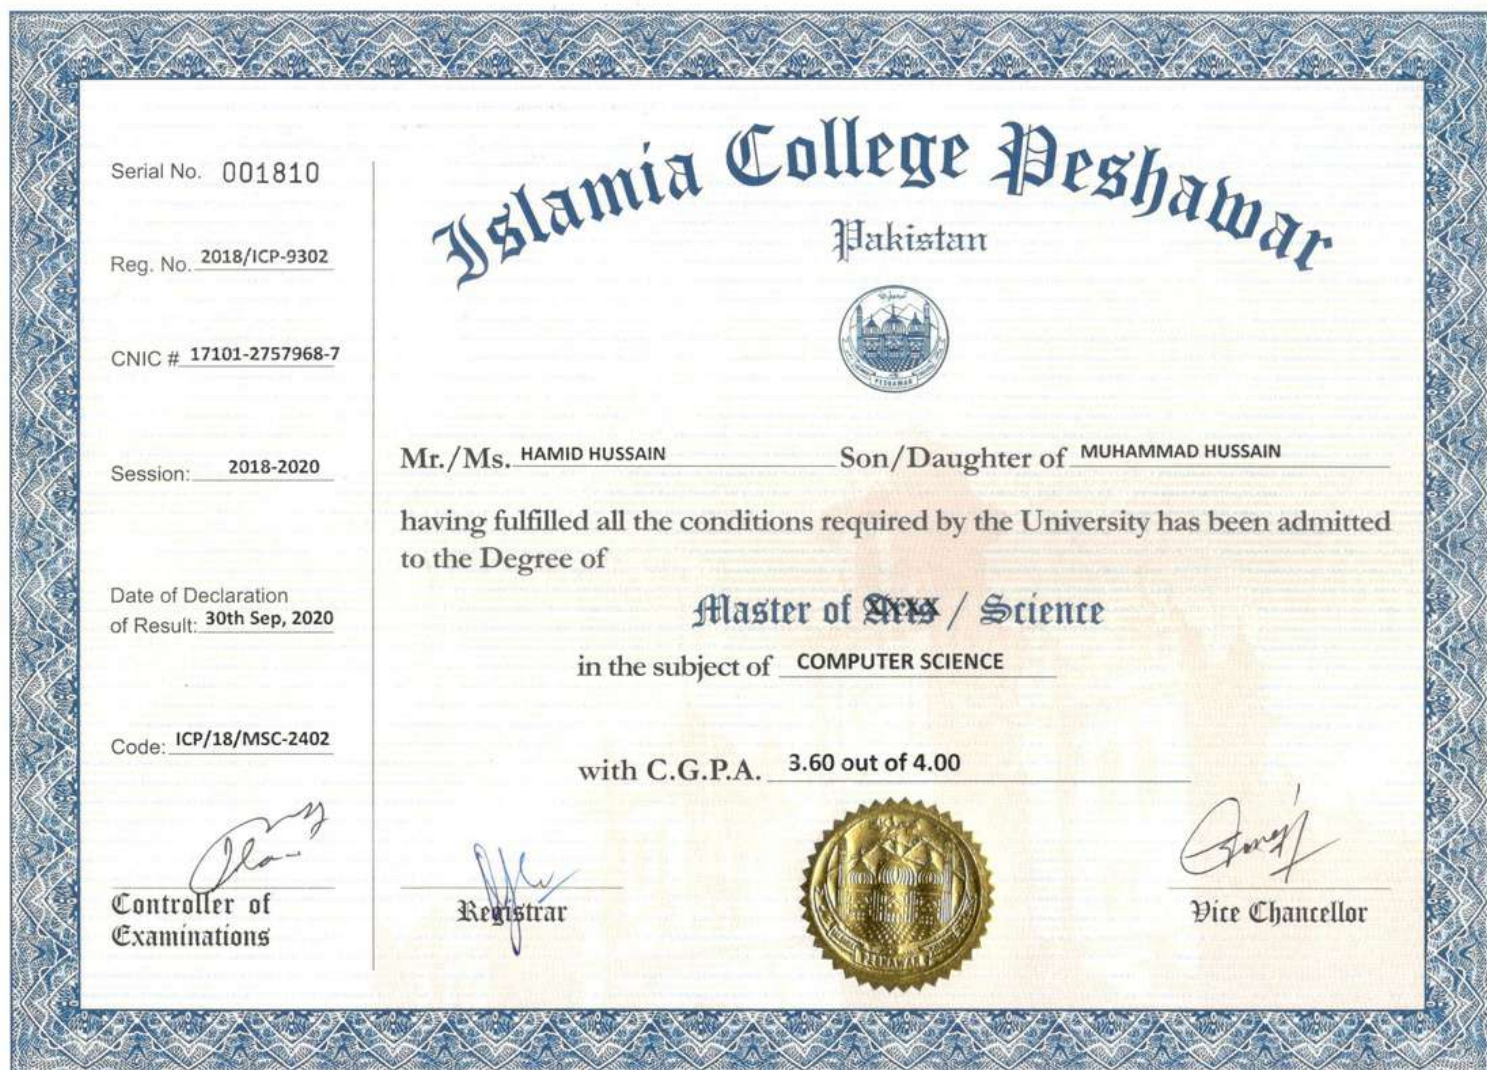 Islamia College Peshawar
Pakistan
PESHAWAR
Serial No. 001810
Reg. No. 2018/ICP-9302
CNIC # 17101-2757968-7
Session: 2018-2020
Date of Declaration
of Result: 30th Sep, 2020
Code: ICP/18/MSC-2402
Controller of
Examinations
Mr./Ms. HAMID HUSSAIN Son/Daughter of MUHAMMAD HUSSAIN
having fulfilled all the conditions required by the University has been admitted
to the Degree of
Master of Arts / Science
in the subject of COMPUTER SCIENCE
with C.G.P.A. 3.60 out of 4.00
Registrar
PESHAWAR
Vice Chancellor